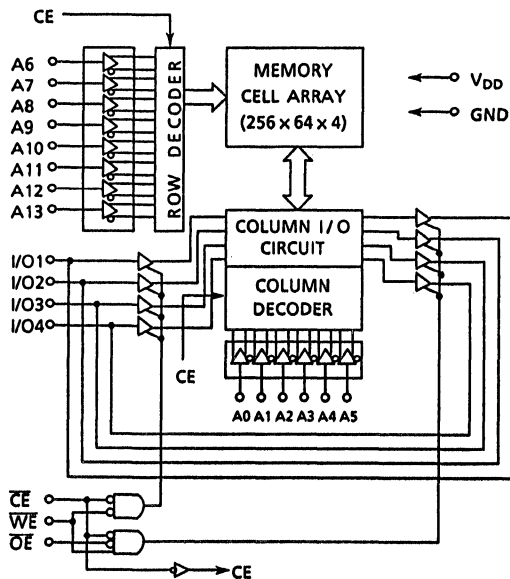 CE
A6
A7
A8
A9
A10
A11
A12
A13
ROW DECODER
MEMORY
CELL ARRAY
(256 x 64 x 4)
VDD
GND
I/O1
I/O2
I/O3
I/O4
COLUMN I/O
CIRCUIT
COLUMN
DECODER
CE
A0 A1 A2 A3 A4 A5
CE
WE
OE
CE